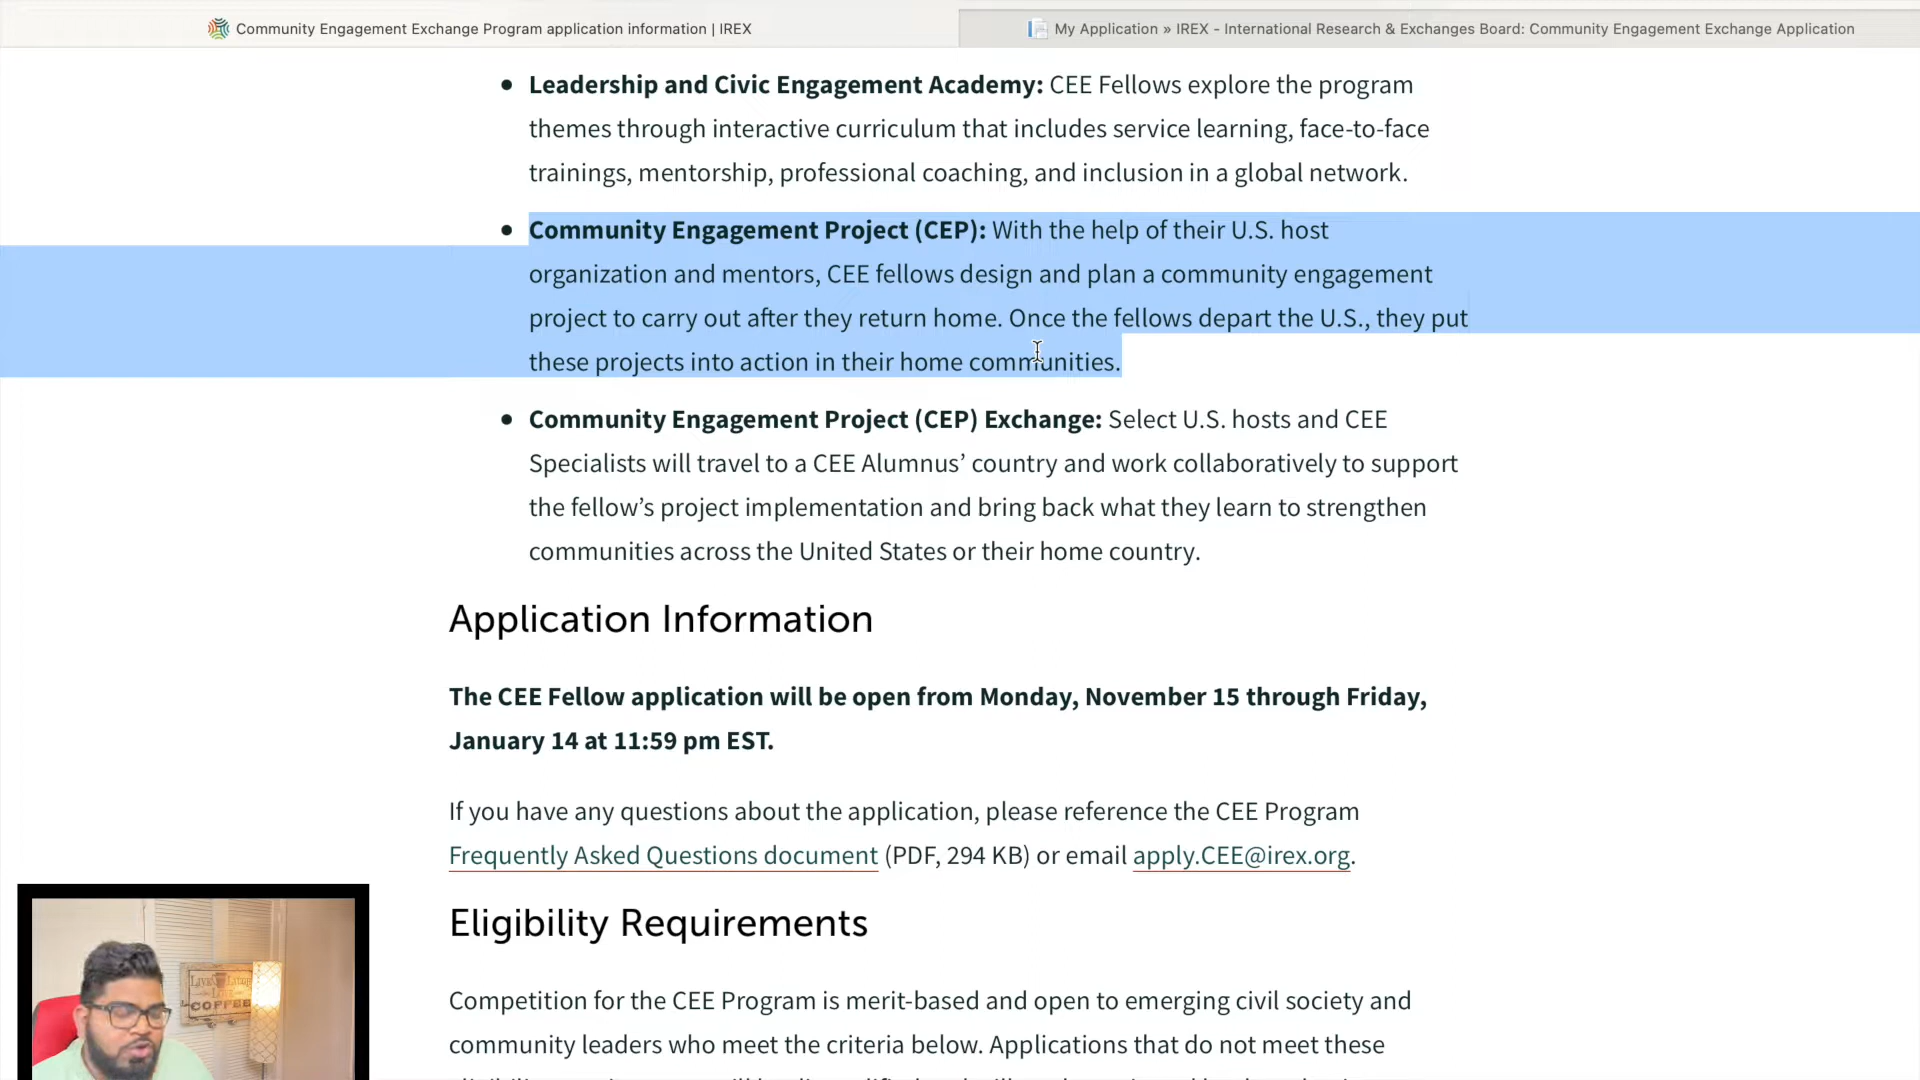 Community Engagement Exchange Program application information | IREX
My Application » IREX - International Research & Exchanges Board: Community Engagement Exchange Application
Leadership and Civic Engagement Academy: CEE Fellows explore the program
themes through interactive curriculum that includes service learning, face-to-face
trainings, mentorship, professional coaching, and inclusion in a global network.
Community Engagement Project (CEP): With the help of their U.S. host
organization and mentors, CEE fellows design and plan a community engagement
project to carry out after they return home. Once the fellows depart the U.S., they put
these projects into action in their home communities.
Community Engagement Project (CEP) Exchange: Select U.S. hosts and CEE
Specialists will travel to a CEE Alumnus’ country and work collaboratively to support
the fellow’s project implementation and bring back what they learn to strengthen
communities across the United States or their home country.
Application Information
The CEE Fellow application will be open from Monday, November 15 through Friday,
January 14 at 11:59 pm EST.
If you have any questions about the application, please reference the CEE Program
Frequently Asked Questions document (PDF, 294 KB) or email apply.CEE@irex.org.
Eligibility Requirements
Competition for the CEE Program is merit-based and open to emerging civil society and
community leaders who meet the criteria below. Applications that do not meet these
COFFEE